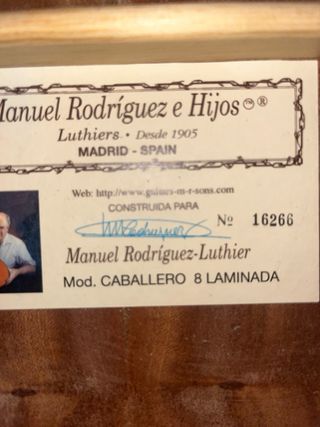 Manuel Rodríguez e Hijos ™ ®
Luthiers · Desde 1905
MADRID - SPAIN
Web: http://www.guitars-m-r-sons.com
CONSTRUIDA PARA
Nº 16266
Manuel Rodríguez-Luthier
Mod. CABALLERO 8 LAMINADA